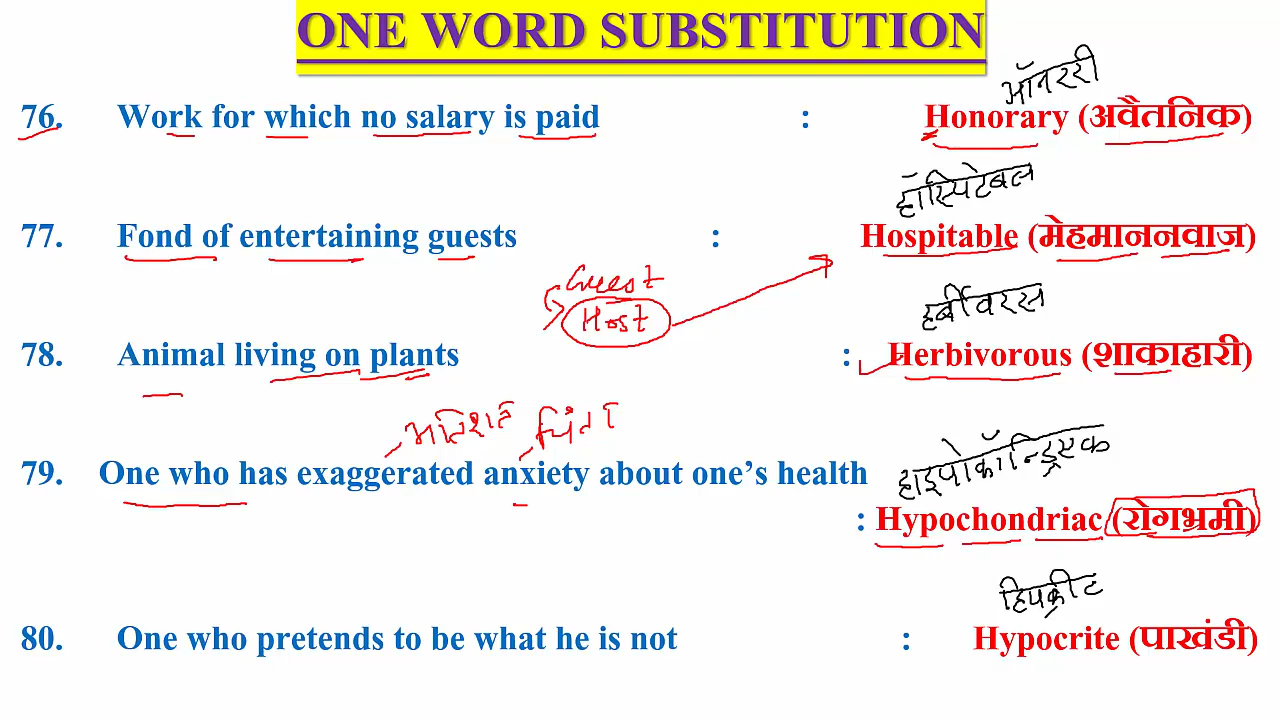 ONE WORD SUBSTITUTION
ऑनररी
76. Work for which no salary is paid : Honorary (अवैतनिक)
हॉस्पिटेबल
77. Fond of entertaining guests : Hospitable (मेहमाननवाज)
Guest
Host
हर्बीवरस
78. Animal living on plants : Herbivorous (शाकाहारी)
अतिशत चिंता
79. One who has exaggerated anxiety about one’s health
हाइपोकॉन्ड्रिएक
: Hypochondriac (रोगभ्रमी)
हिपक्रीट
80. One who pretends to be what he is not : Hypocrite (पाखंडी)